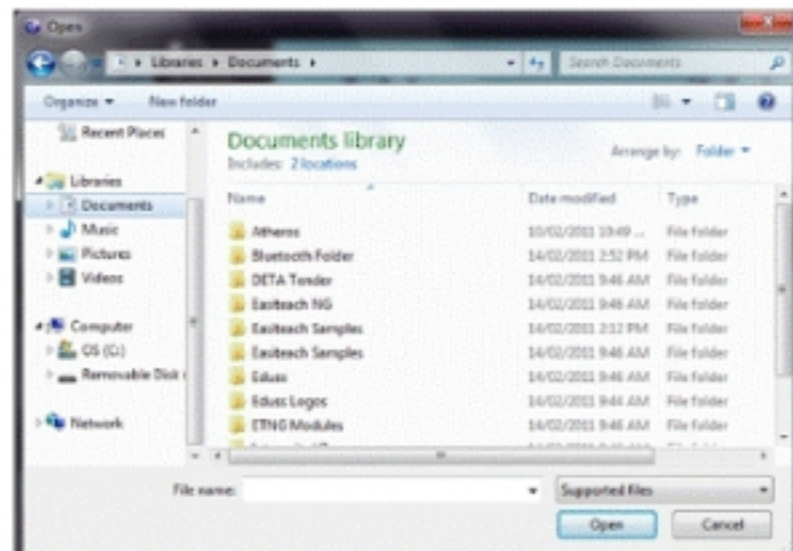 Open
Libraries ▸ Documents ▸
Search Documents
Organize New folder
Recent Places
Libraries
Documents
Music
Pictures
Videos
Computer
OS (C:)
Removable Disk
Network
Documents library
Includes: 2 locations
Arrange by: Folder
Name Date modified Type
Atheros 10/02/2011 10:49 ... File folder
Bluetooth Folder 14/02/2011 2:52 PM File folder
DETA Tender 14/02/2011 9:46 AM File folder
Easiteach NG 14/02/2011 9:46 AM File folder
Easiteach Samples 14/02/2011 2:12 PM File folder
Easiteach Samples 14/02/2011 9:46 AM File folder
Eduss 14/02/2011 9:46 AM File folder
Eduss Logos 14/02/2011 9:44 AM File folder
ETNG Modules 14/02/2011 9:46 AM File folder
File name:
Supported files
Open Cancel